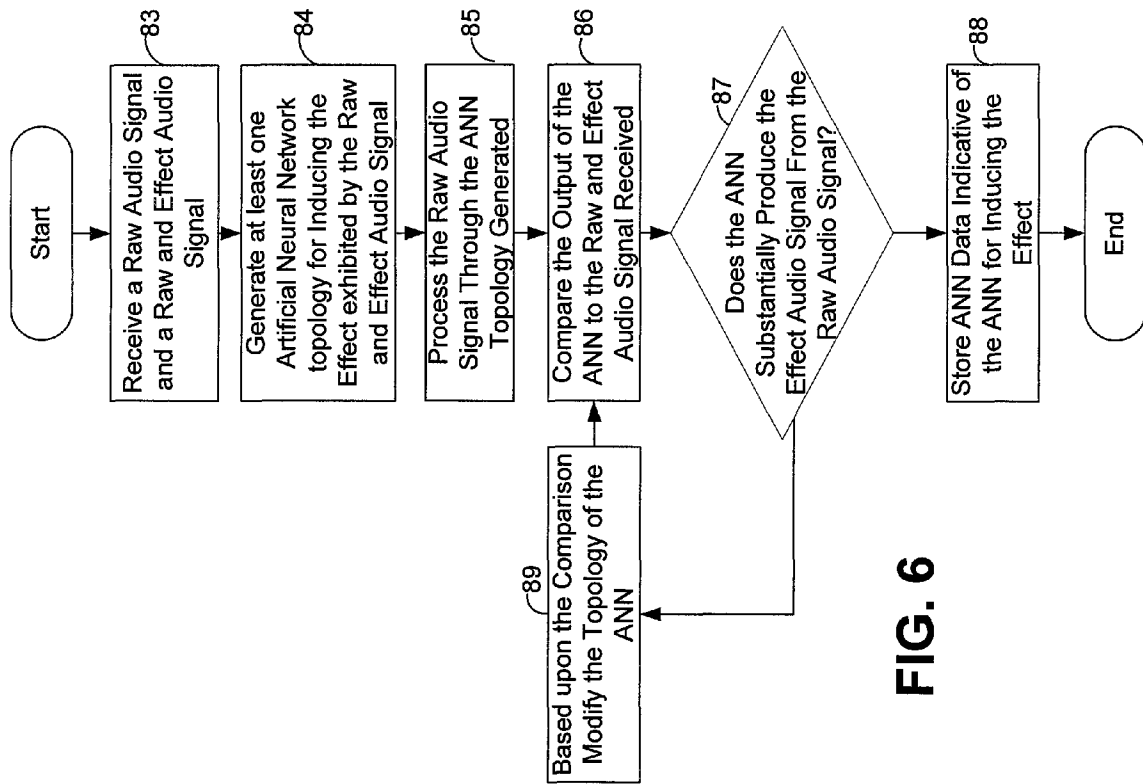 Start
83
Receive a Raw Audio Signal
and a Raw and Effect Audio
Signal
84
Generate at least one
Artificial Neural Network
topology for Inducing the
Effect exhibited by the Raw
and Effect Audio Signal
85
Process the Raw Audio
Signal Through the ANN
Topology Generated
86
Compare the Output of the
ANN to the Raw and Effect
Audio Signal Received
89
Based upon the Comparison
Modify the Topology of the
ANN
87
Does the ANN
Substantially Produce the
Effect Audio Signal From the
Raw Audio Signal?
88
Store ANN Data Indicative of
the ANN for Inducing the
Effect
End
FIG. 6